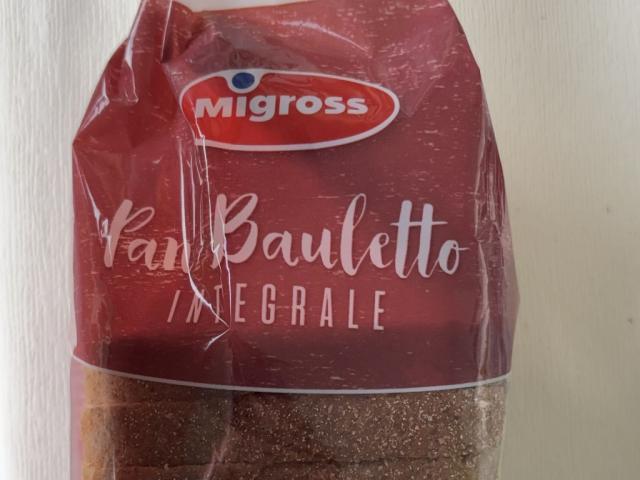 Migross
Pan Bauletto
INTEGRALE